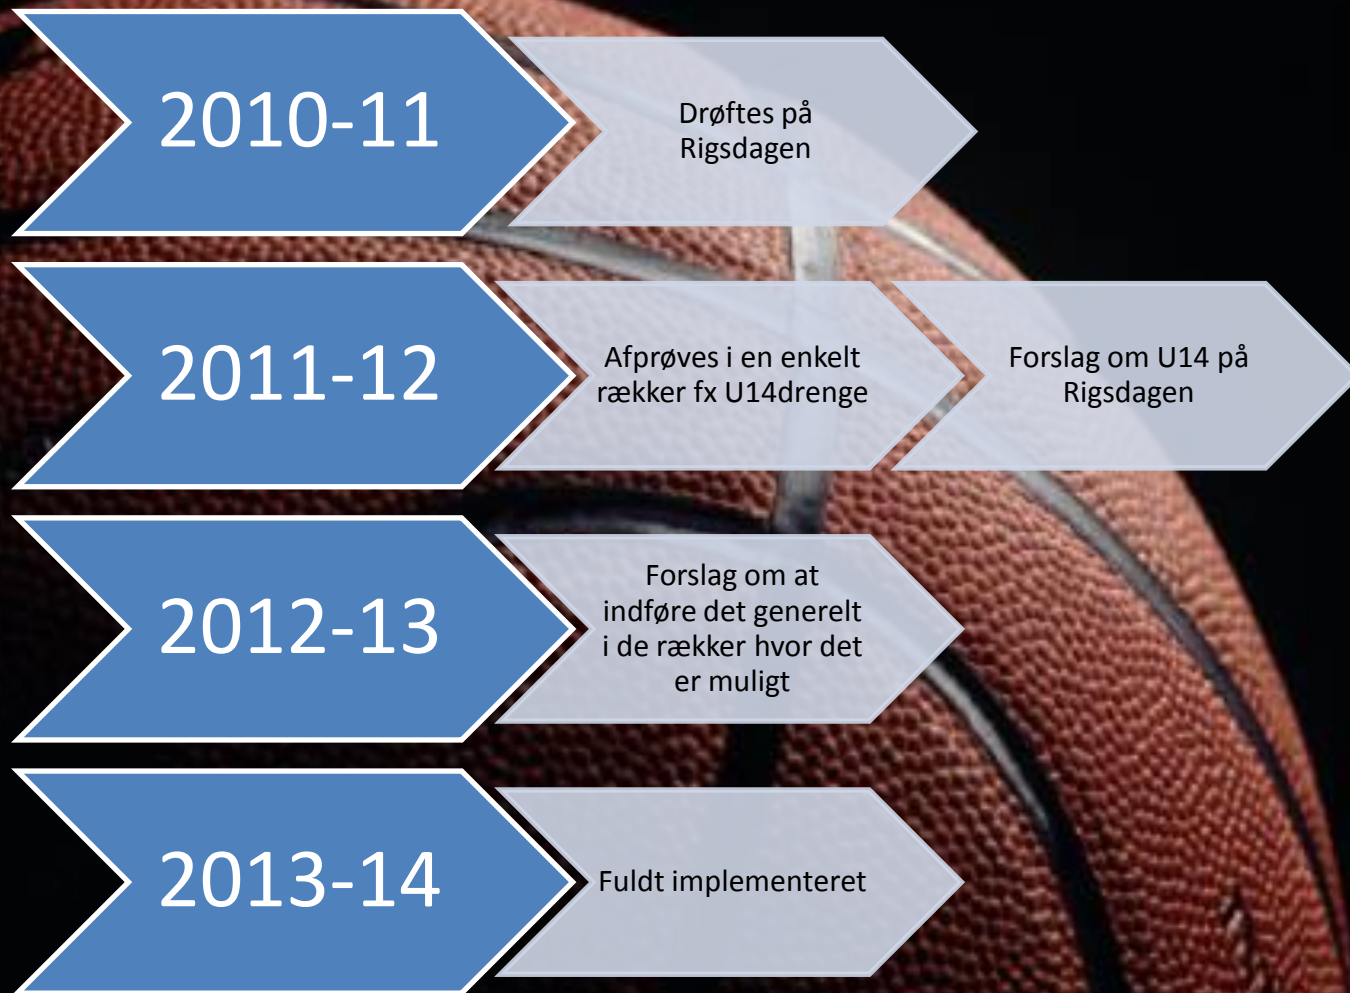 2010-11
Drøftes på
Rigsdagen
2011-12
Afprøves i en enkelt
rækker fx U14drenge
Forslag om U14 på
Rigsdagen
2012-13
Forslag om at
indføre det generelt
i de rækker hvor det
er muligt
2013-14
Fuldt implementeret